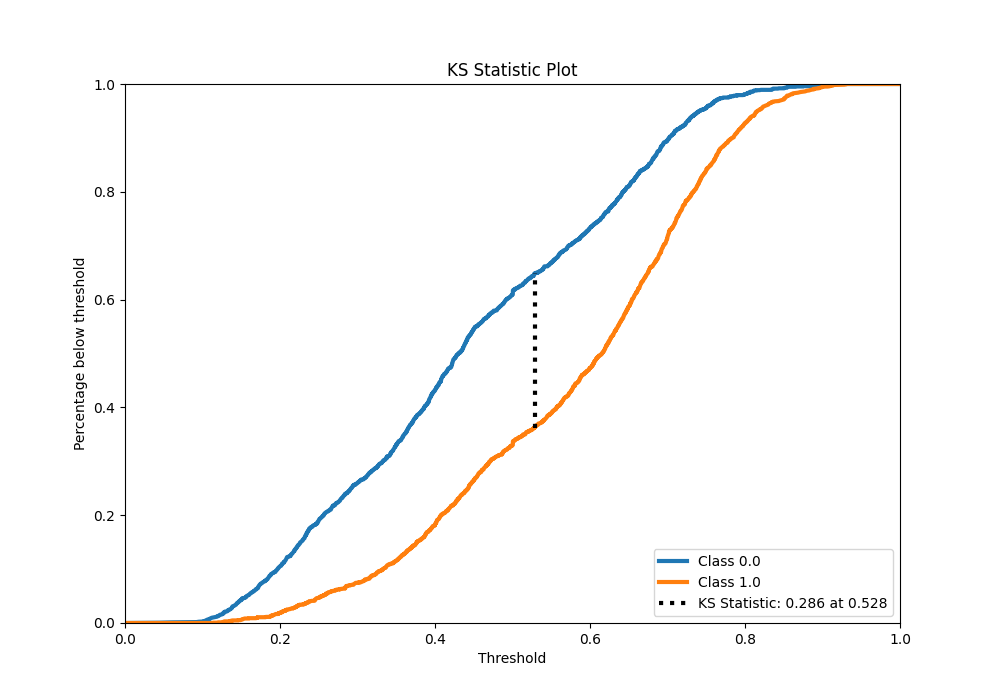 KS Statistic Plot
1.0
0.8
0.6
0.4
0.2
0.0
Percentage below threshold
0.0 0.2 0.4 0.6 0.8 1.0
Threshold
Class 0.0
Class 1.0
KS Statistic: 0.286 at 0.528